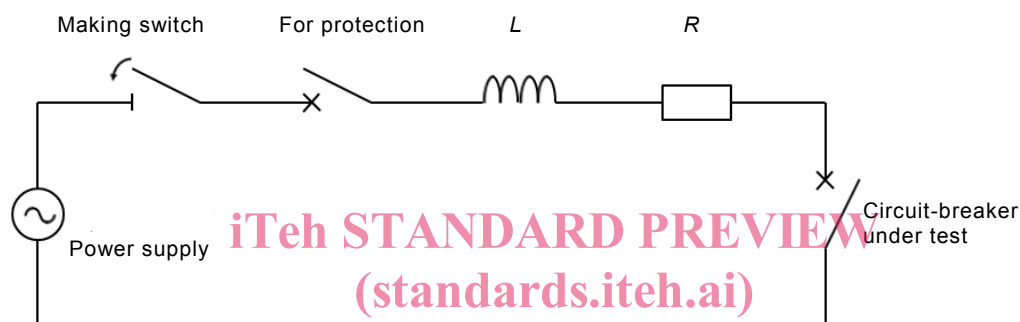 Making switch
For protection
L
R
Power supply
Circuit-breaker
under test
iTeh STANDARD PREVIEW
(standards.iteh.ai)